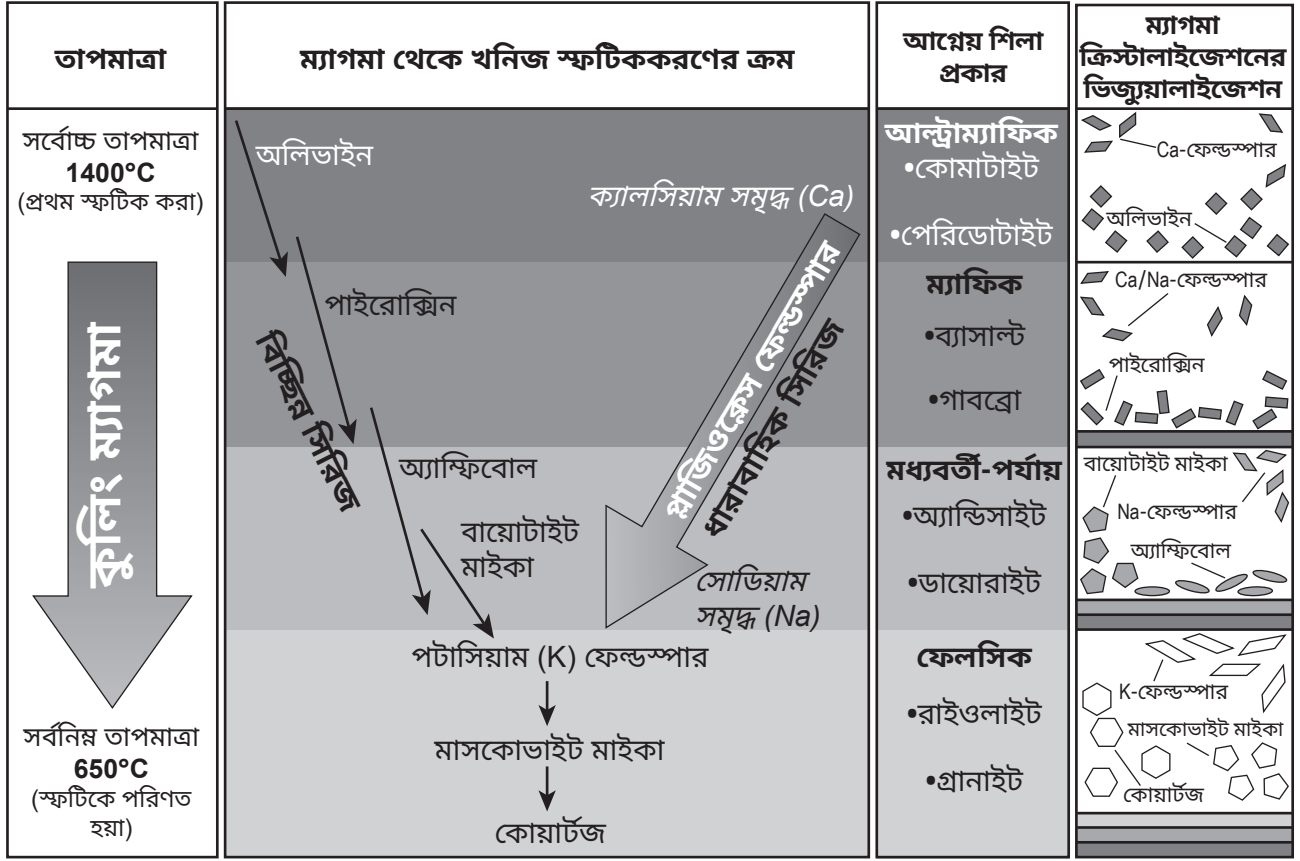 তাপমাত্রা
ম্যাগমা থেকে খনিজ স্ফটিককরণের ক্রম
আগ্নেয় শিলা
প্রকার
ম্যাগমা
ক্রিস্টালাইজেশনের
ভিজ্যুয়ালাইজেশন
সর্বোচ্চ তাপমাত্রা
1400°C
(প্রথম স্ফটিক করা)
কুলিং ম্যাগমা
সর্বনিম্ন তাপমাত্রা
650°C
(স্ফটিকে পরিণত
হয়া)
অলিভাইন
ক্যালসিয়াম সমৃদ্ধ (Ca)
পাইরোক্সিন
বিচ্ছিন্ন সিরিজ
প্লাজিওক্লেস ফেল্ডস্পার
ধারাবাহিক সিরিজ
অ্যাম্ফিবোল
বায়োটাইট
মাইকা
সোডিয়াম
সমৃদ্ধ (Na)
পটাসিয়াম (K) ফেল্ডস্পার
মাসকোভাইট মাইকা
কোয়ার্টজ
আল্ট্রাম্যাফিক
•কোমাটাইট
•পেরিডোটাইট
ম্যাফিক
•ব্যাসাল্ট
•গাবব্রো
মধ্যবর্তী-পর্যায়
•অ্যান্ডিসাইট
•ডায়োরাইট
ফেলসিক
•রাইওলাইট
•গ্রানাইট
Ca-ফেল্ডস্পার
অলিভাইন
Ca/Na-ফেল্ডস্পার
পাইরোক্সিন
বায়োটাইট মাইকা
Na-ফেল্ডস্পার
অ্যাম্ফিবোল
K-ফেল্ডস্পার
মাসকোভাইট মাইকা
কোয়ার্টজ